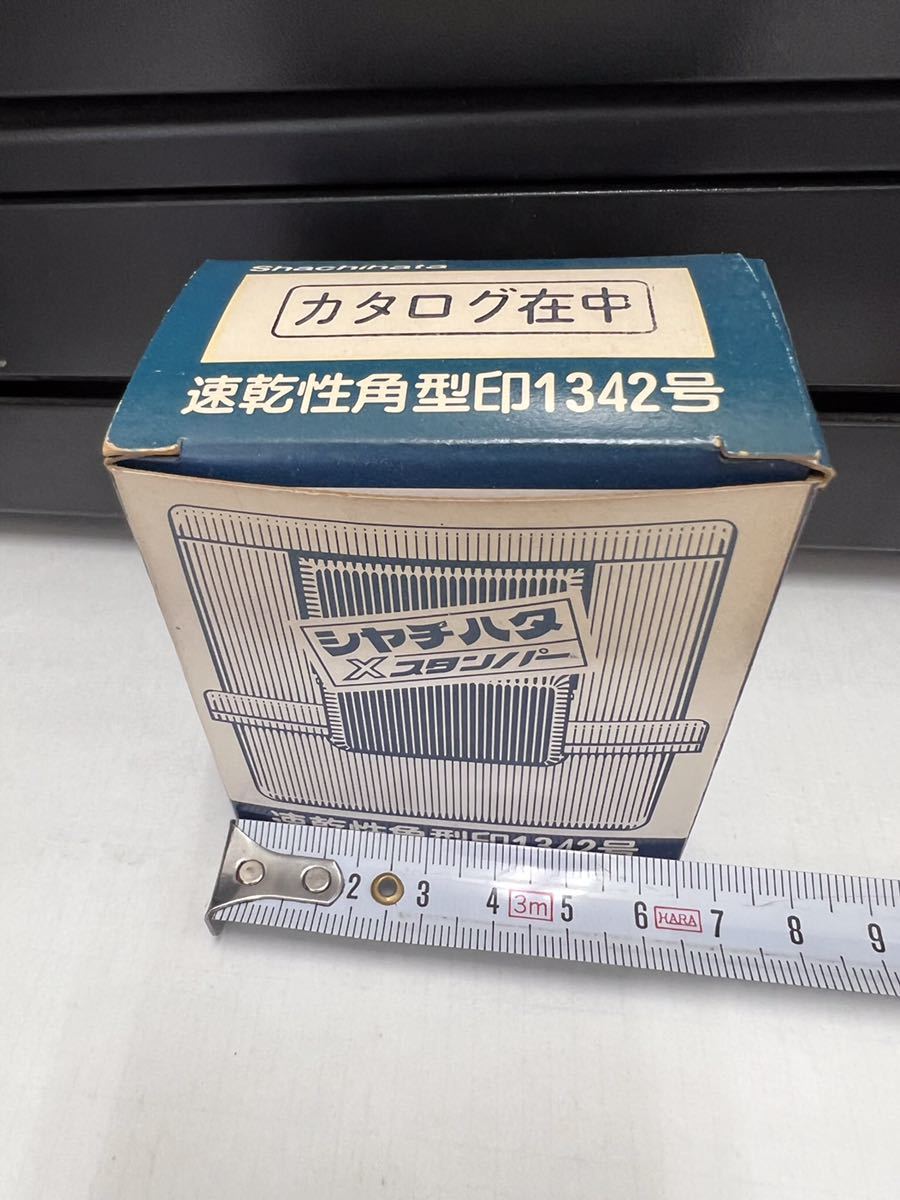 Shachihata
カタログ在中
速乾性角型印1342号
シヤチハタ
Xスタンパー
速乾性角型印1342号
2 3 4 3m 5 6 HARA 7 8 9